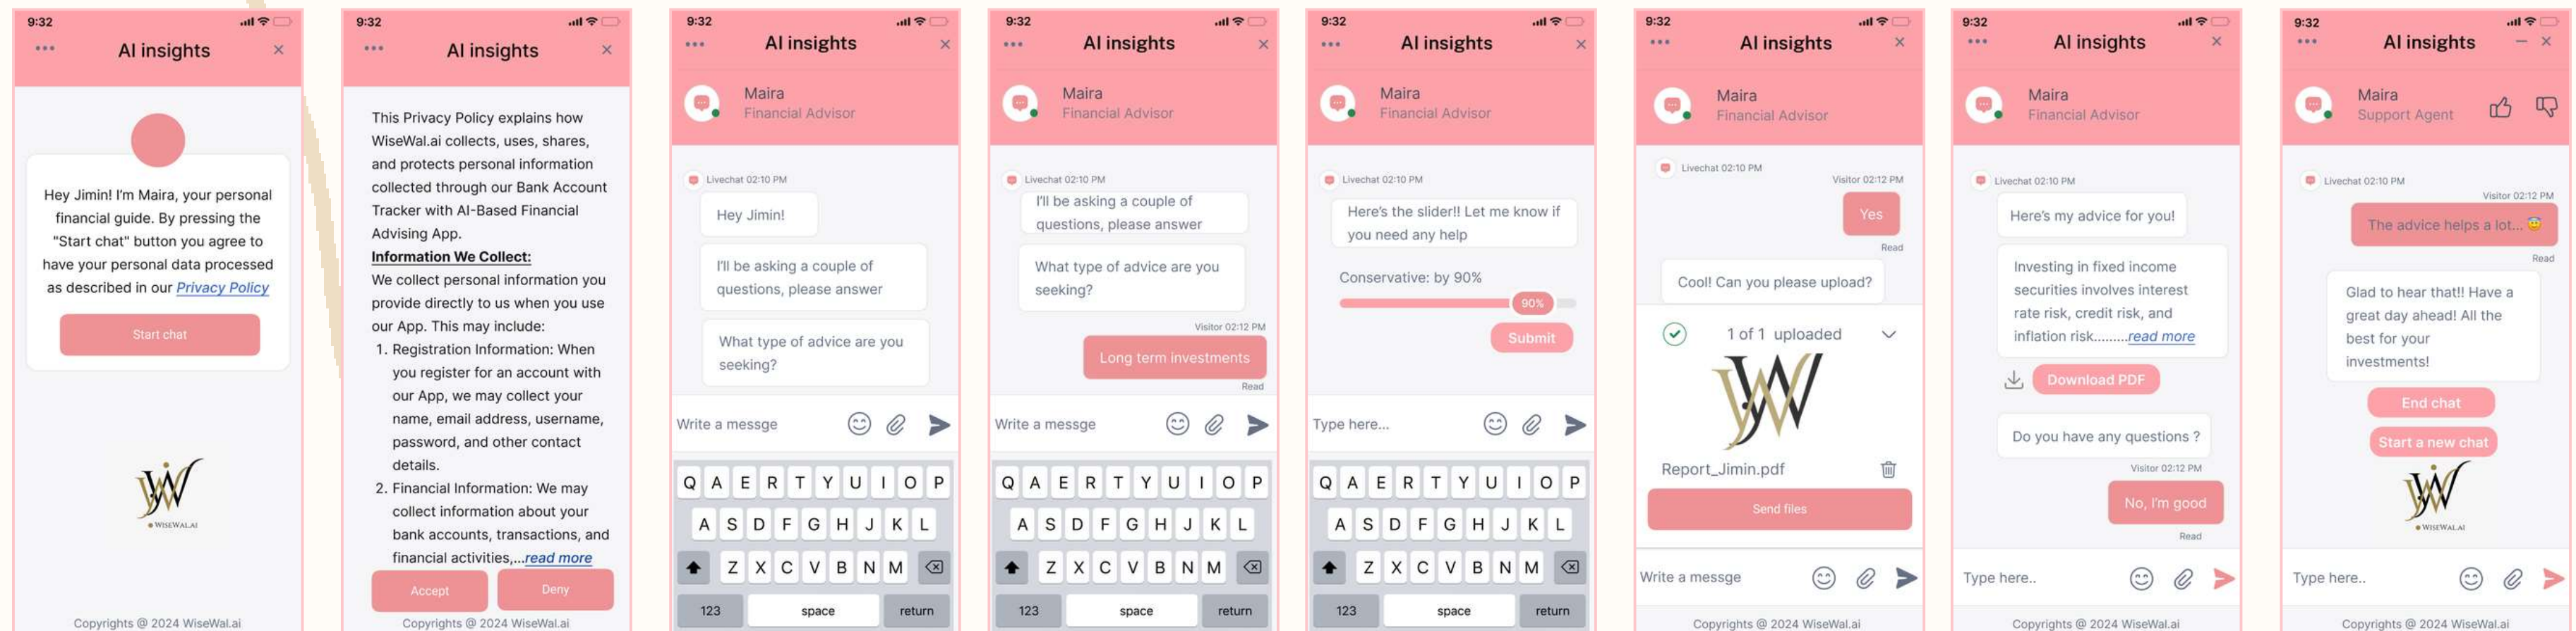 9:32
AI insights
Hey Jimin! I'm Maira, your personal
financial guide. By pressing the
"Start chat" button you agree to
have your personal data processed
as described in our Privacy Policy
Start chat
WISEWAL.AI
Copyrights @ 2024 WiseWal.ai
9:32
AI insights
This Privacy Policy explains how
WiseWal.ai collects, uses, shares,
and protects personal information
collected through our Bank Account
Tracker with AI-Based Financial
Advising App.
Information We Collect:
We collect personal information you
provide directly to us when you use
our App. This may include:
1. Registration Information: When
you register for an account with
our App, we may collect your
name, email address, username,
password, and other contact
details.
2. Financial Information: We may
collect information about your
bank accounts, transactions, and
financial activities,...read more
Accept
Deny
Copyrights @ 2024 WiseWal.ai
9:32
AI insights
Maira
Financial Advisor
Livechat 02:10 PM
Hey Jimin!
I'll be asking a couple of
questions, please answer
What type of advice are you
seeking?
Write a messge
Q A E R T Y U I O P
A S D F G H J K L
Z X C V B N M
123 space return
9:32
AI insights
Maira
Financial Advisor
Livechat 02:10 PM
I'll be asking a couple of
questions, please answer
What type of advice are you
seeking?
Visitor 02:12 PM
Long term investments
Read
Write a messge
Q A E R T Y U I O P
A S D F G H J K L
Z X C V B N M
123 space return
9:32
AI insights
Maira
Financial Advisor
Livechat 02:10 PM
Here's the slider!! Let me know if
you need any help
Conservative: by 90%
90%
Submit
Type here...
Q A E R T Y U I O P
A S D F G H J K L
Z X C V B N M
123 space return
9:32
AI insights
Maira
Financial Advisor
Livechat 02:10 PM
Visitor 02:12 PM
Yes
Read
Cool! Can you please upload?
1 of 1 uploaded
Report_Jimin.pdf
Send files
Write a messge
Copyrights @ 2024 WiseWal.ai
9:32
AI insights
Maira
Financial Advisor
Livechat 02:10 PM
Here's my advice for you!
Investing in fixed income
securities involves interest
rate risk, credit risk, and
inflation risk.........read more
Download PDF
Do you have any questions ?
Visitor 02:12 PM
No, I'm good
Read
Type here..
Copyrights @ 2024 WiseWal.ai
9:32
AI insights
Maira
Support Agent
Livechat 02:10 PM
Visitor 02:12 PM
The advice helps a lot... 😇
Read
Glad to hear that!! Have a
great day ahead! All the
best for your
investments!
End chat
Start a new chat
WISEWAL.AI
Type here..
Copyrights @ 2024 WiseWal.ai